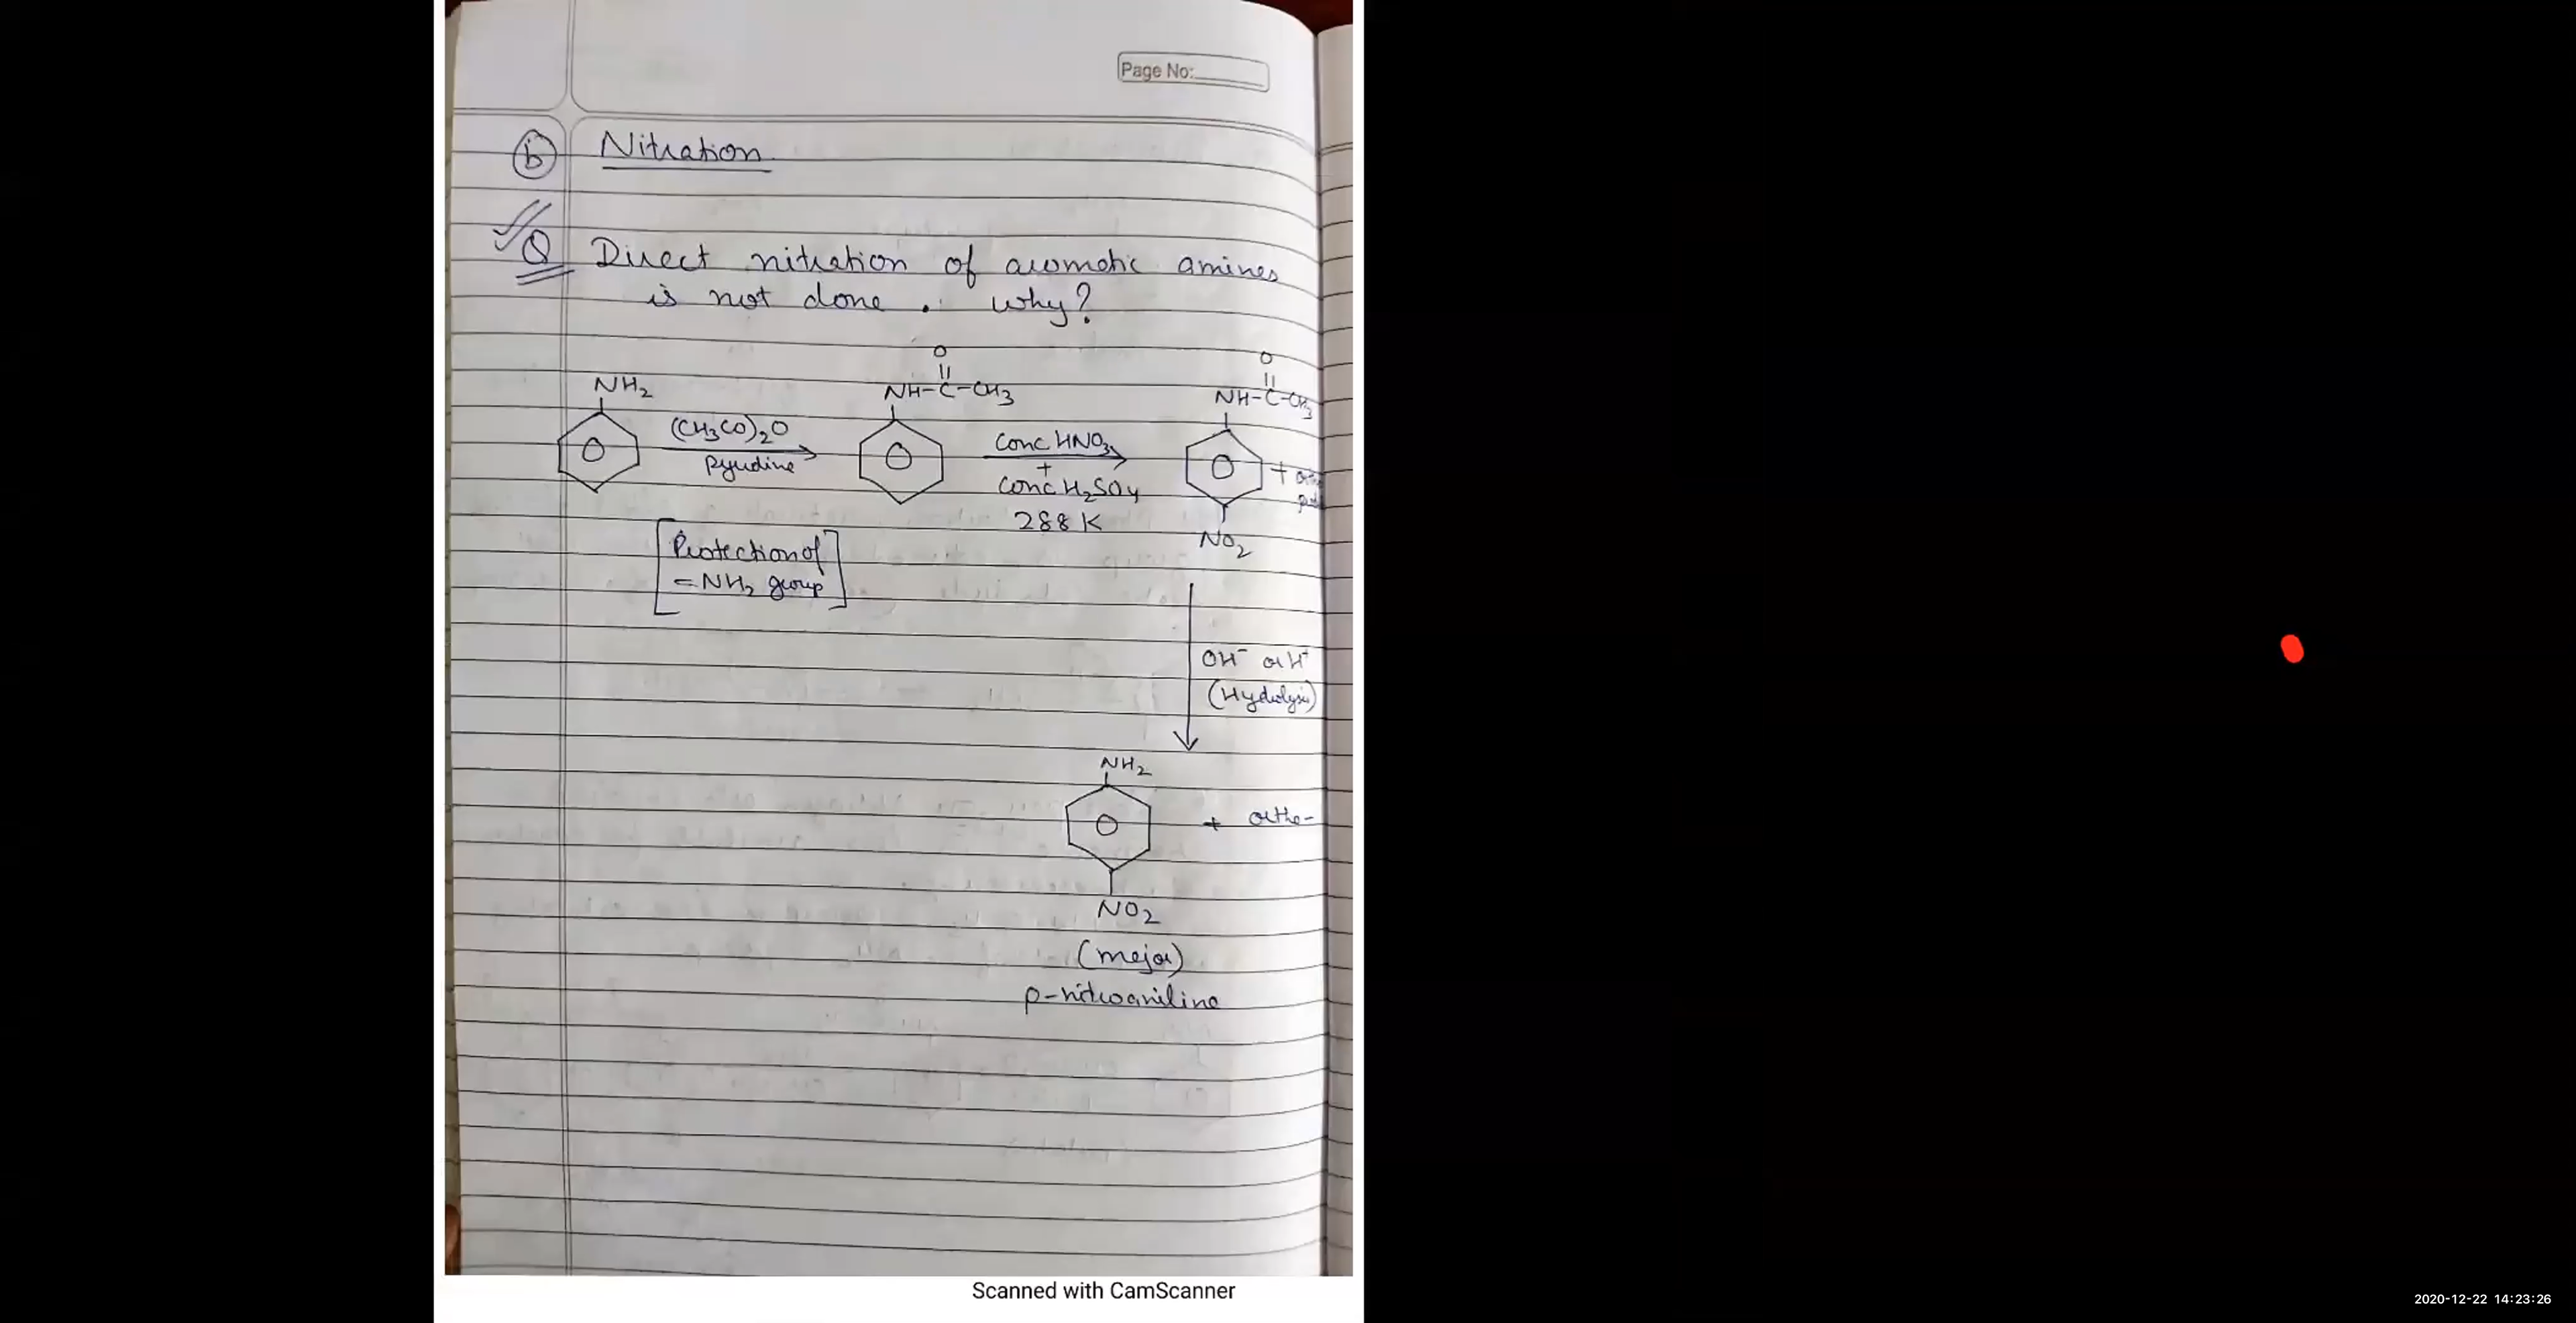 Page No:
b Nitration
Q Direct nitration of aromatic amines
is not done. why?
NH2
(CH3CO)2O
Pyridine
O
||
NH-C-CH3
Conc HNO3
+
Conc H2SO4
288 K
O
||
NH-C-CH3
+
NO2
[Protection of
-NH2 group]
OH- or H+
(Hydrolysis)
NH2
+ ortho-
NO2
(major)
p-nitroaniline
Scanned with CamScanner
2020-12-22 14:23:26